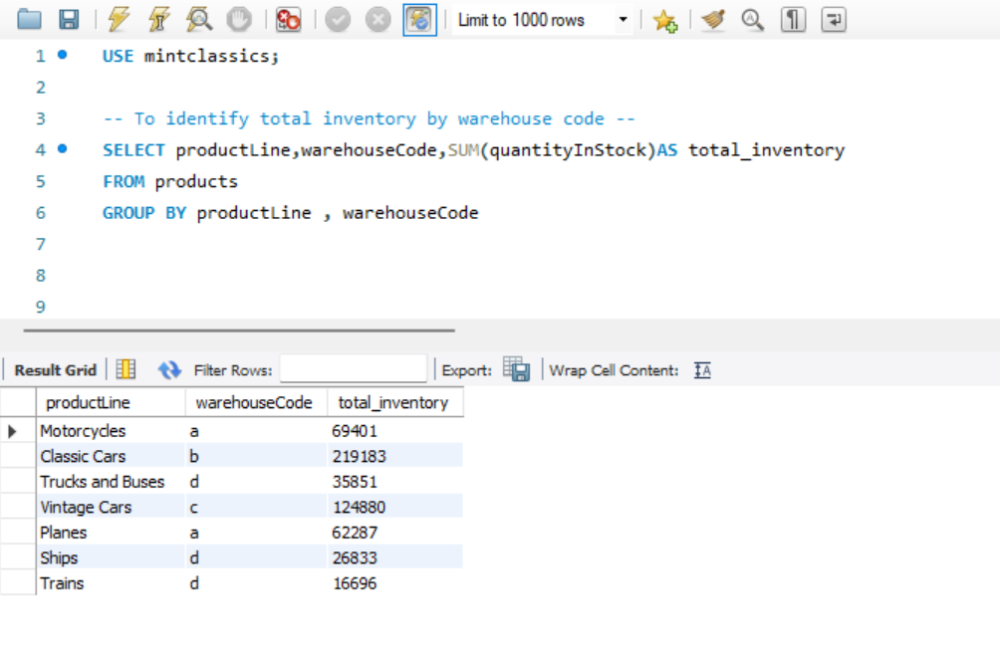 Limit to 1000 rows
1 USE mintclassics;
2
3 -- To identify total inventory by warehouse code --
4 SELECT productLine,warehouseCode,SUM(quantityInStock)AS total_inventory
5 FROM products
6 GROUP BY productLine , warehouseCode
7
8
9
Result Grid Filter Rows: Export: Wrap Cell Content: IA
productLine warehouseCode total_inventory
Motorcycles a 69401
Classic Cars b 219183
Trucks and Buses d 35851
Vintage Cars c 124880
Planes a 62287
Ships d 26833
Trains d 16696